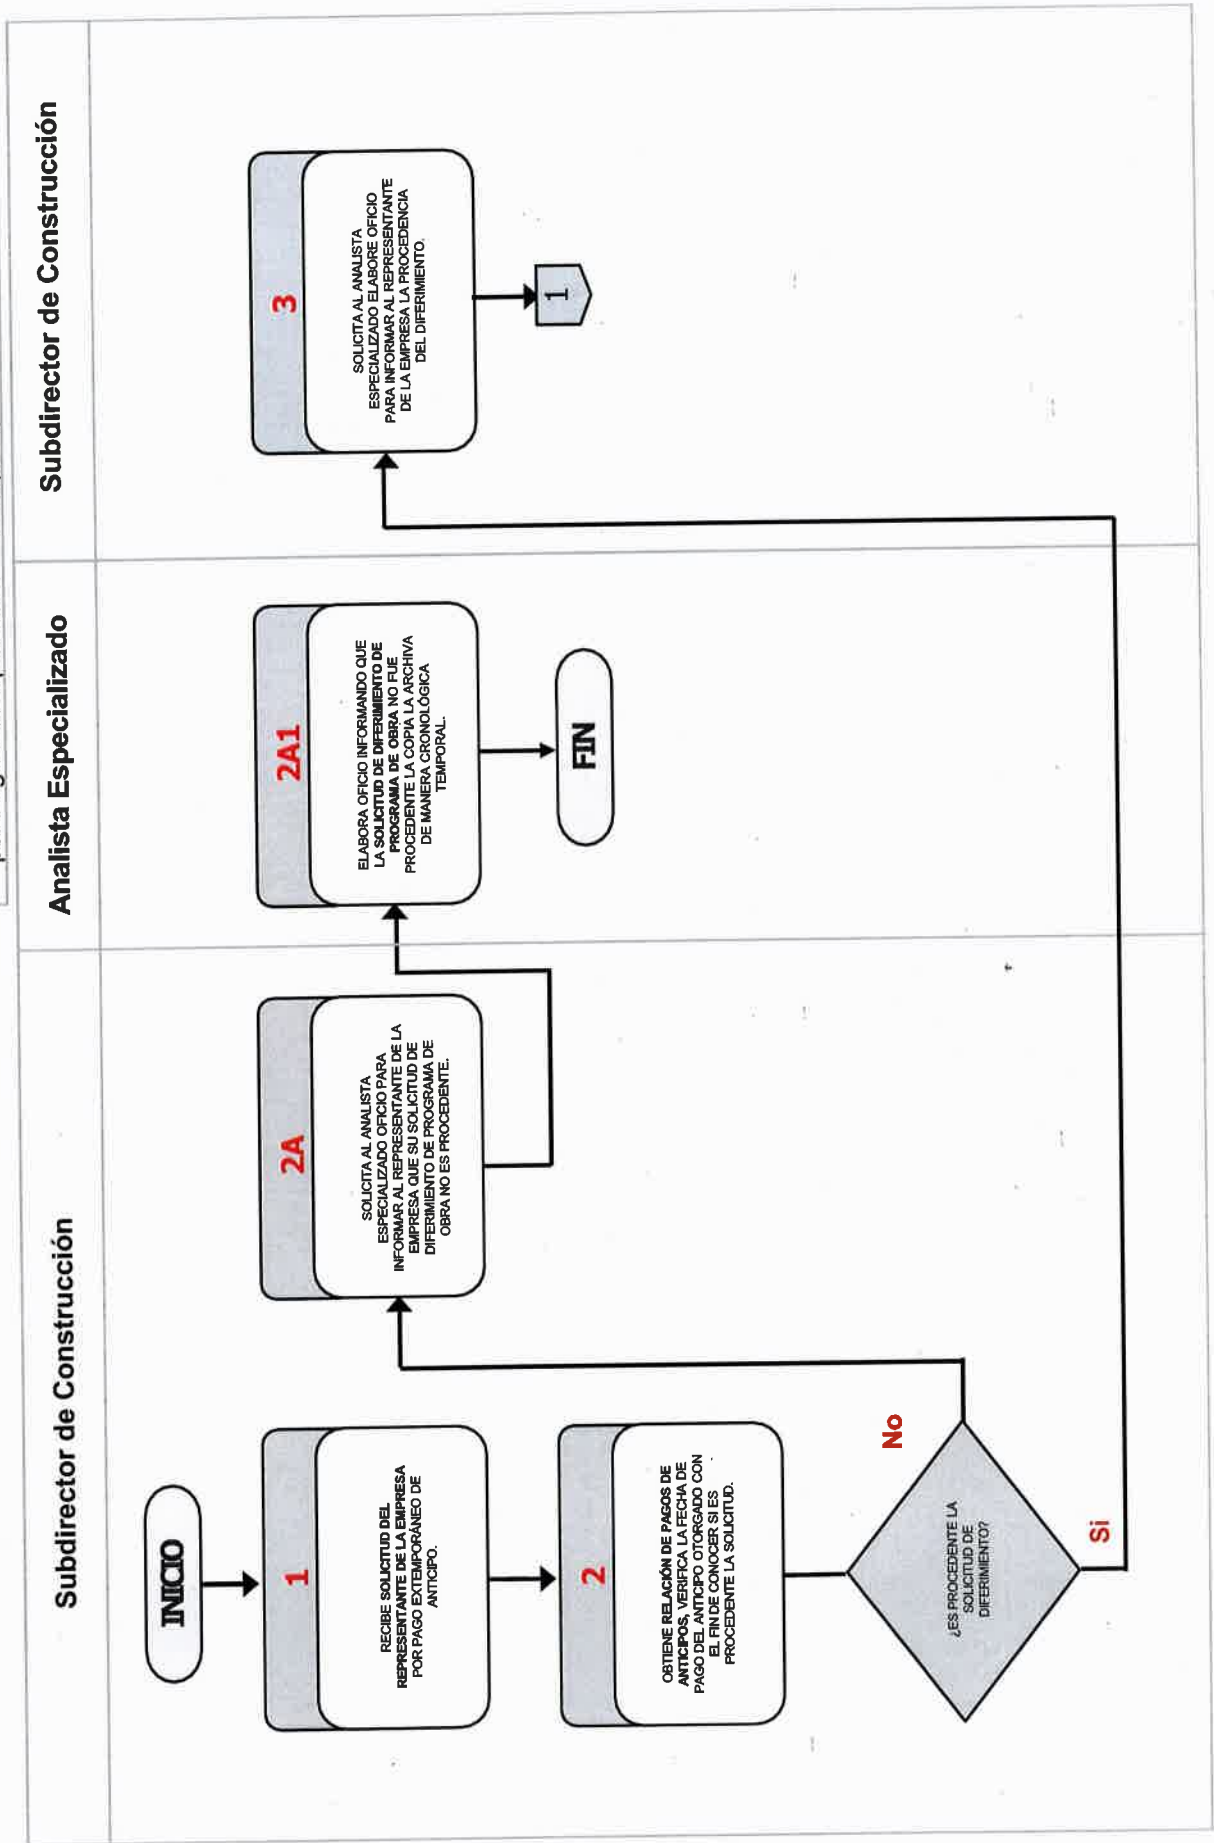 Subdirector de Construcción
Analista Especializado
Subdirector de Construcción
INICIO
1
RECIBE SOLICITUD DEL
REPRESENTANTE DE LA EMPRESA
POR PAGO EXTEMPORÁNEO DE
ANTICIPO.
2
OBTIENE RELACIÓN DE PAGOS DE
ANTICIPOS, VERIFICA LA FECHA DE
PAGO DEL ANTICIPO OTORGADO CON
EL FIN DE CONOCER SI ES
PROCEDENTE LA SOLICITUD.
¿ES PROCEDENTE LA
SOLICITUD DE
DIFERIMIENTO?
No
Si
2A
SOLICITA AL ANALISTA
ESPECIALIZADO OFICIO PARA
INFORMAR AL REPRESENTANTE DE LA
EMPRESA QUE SU SOLICITUD DE
DIFERIMIENTO DE PROGRAMA DE
OBRA NO ES PROCEDENTE.
2A1
ELABORA OFICIO INFORMANDO QUE
LA SOLICITUD DE DIFERIMIENTO DE
PROGRAMA DE OBRA NO FUE
PROCEDENTE LA COPIA LA ARCHIVA
DE MANERA CRONOLÓGICA
TEMPORAL.
FIN
3
SOLICITA AL ANALISTA
ESPECIALIZADO ELABORE OFICIO
PARA INFORMAR AL REPRESENTANTE
DE LA EMPRESA LA PROCEDENCIA
DEL DIFERIMIENTO.
1